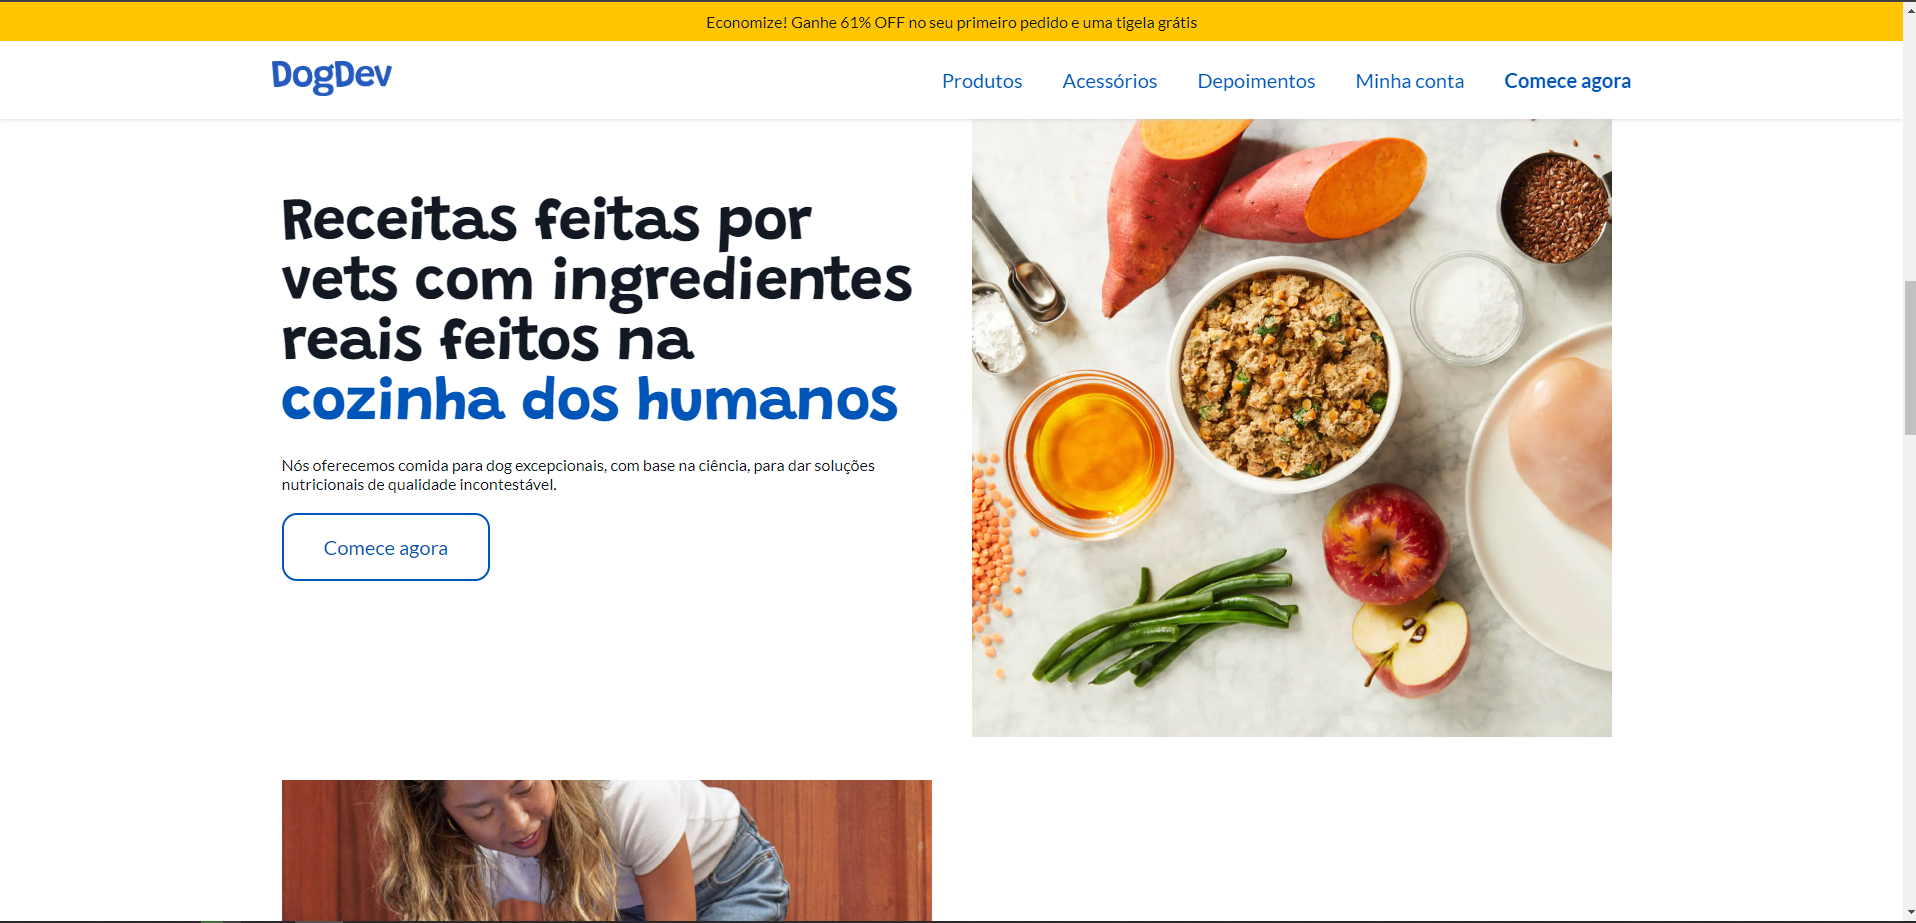 Economize! Ganhe 61% OFF no seu primeiro pedido e uma tigela grátis
DogDev
Produtos
Acessórios
Depoimentos
Minha conta
Comece agora
Receitas feitas por
vets com ingredientes
reais feitos na
cozinha dos humanos
Nós oferecemos comida para dog excepcionais, com base na ciência, para dar soluções
nutricionais de qualidade incontestável.
Comece agora